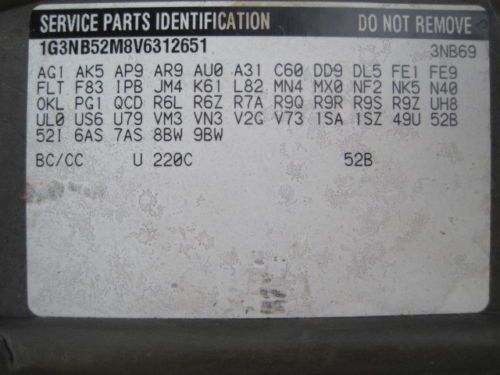 SERVICE PARTS IDENTIFICATION DO NOT REMOVE
1G3NB52M8V6312651 3NB69
AG1 AK5 AP9 AR9 AU0 A31 C60 DD9 DL5 FE1 FE9
FLT F83 IPB JM4 K61 L82 MN4 MX0 NF2 NK5 N40
OKL PG1 QCD R6L R6Z R7A R9Q R9R R9S R9Z UH8
UL0 US6 U79 VM3 VN3 V2G V73 1SA 1SZ 49U 52B
52I 6AS 7AS 8BW 9BW
BC/CC U 220C 52B